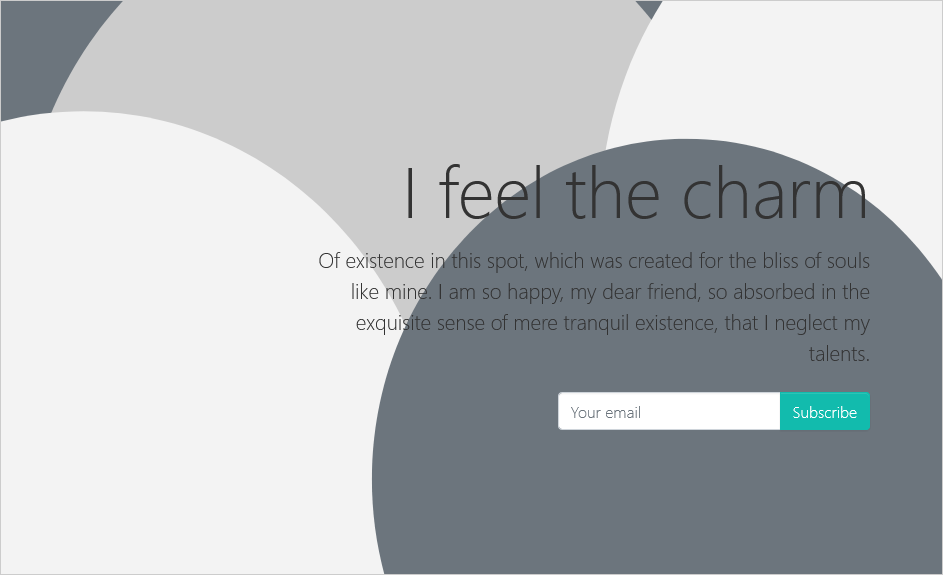 I feel the charm
Of existence in this spot, which was created for the bliss of souls
like mine. I am so happy, my dear friend, so absorbed in the
exquisite sense of mere tranquil existence, that I neglect my
talents.
Your email Subscribe